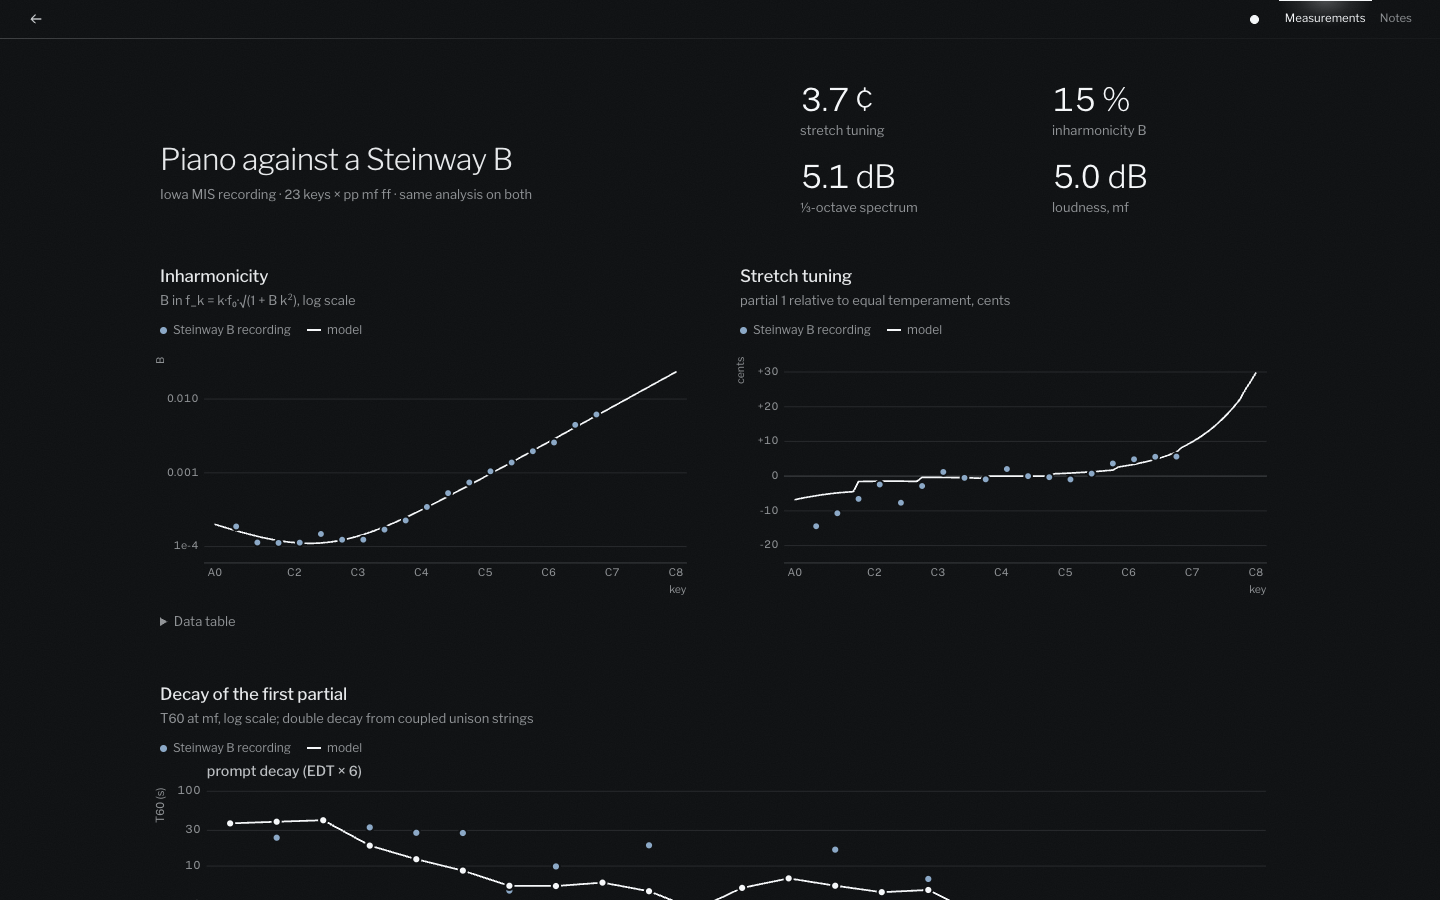 ←
Measurements Notes
Piano against a Steinway B
Iowa MIS recording · 23 keys × pp mf ff · same analysis on both
3.7 ¢
stretch tuning
15 %
inharmonicity B
5.1 dB
⅓-octave spectrum
5.0 dB
loudness, mf
Inharmonicity
B in f_k = k·f₀·√(1 + B k²), log scale
Steinway B recording model
B
0.010
0.001
1e-4
A0 C2 C3 C4 C5 C6 C7 C8
key
Data table
Stretch tuning
partial 1 relative to equal temperament, cents
Steinway B recording model
cents
+30
+20
+10
0
-10
-20
A0 C2 C3 C4 C5 C6 C7 C8
key
Decay of the first partial
T60 at mf, log scale; double decay from coupled unison strings
Steinway B recording model
prompt decay (EDT × 6)
T60 (s)
100
30
10